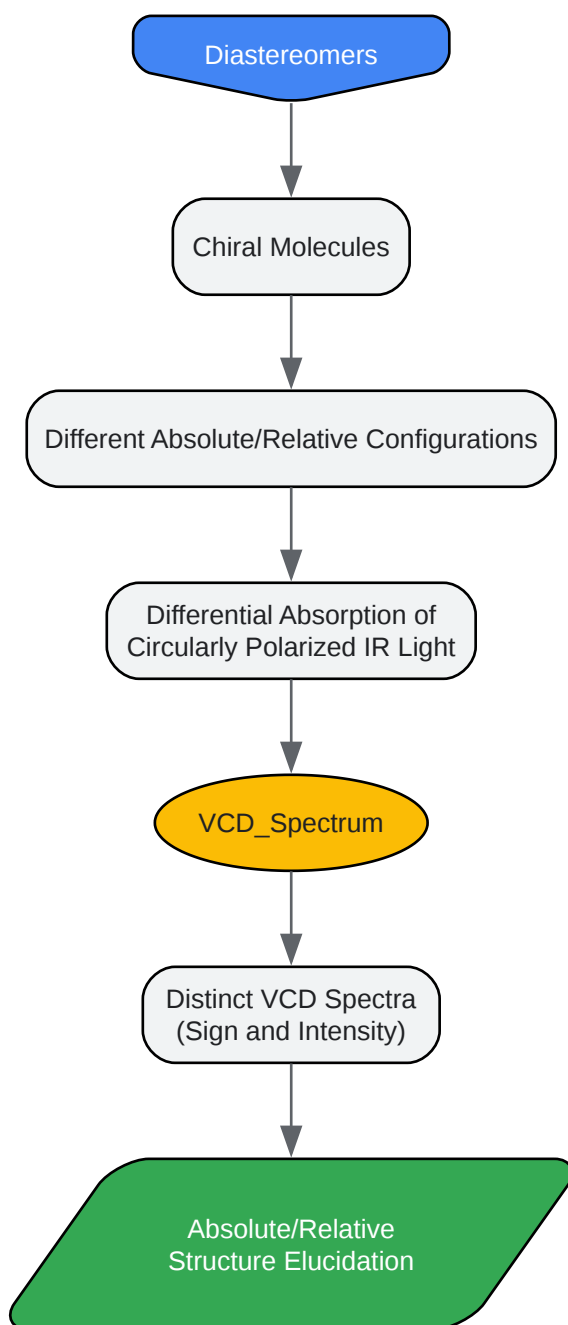 Diastereomers
Chiral Molecules
Different Absolute/Relative Configurations
Differential Absorption of
Circularly Polarized IR Light
VCD_Spectrum
Distinct VCD Spectra
(Sign and Intensity)
Absolute/Relative
Structure Elucidation